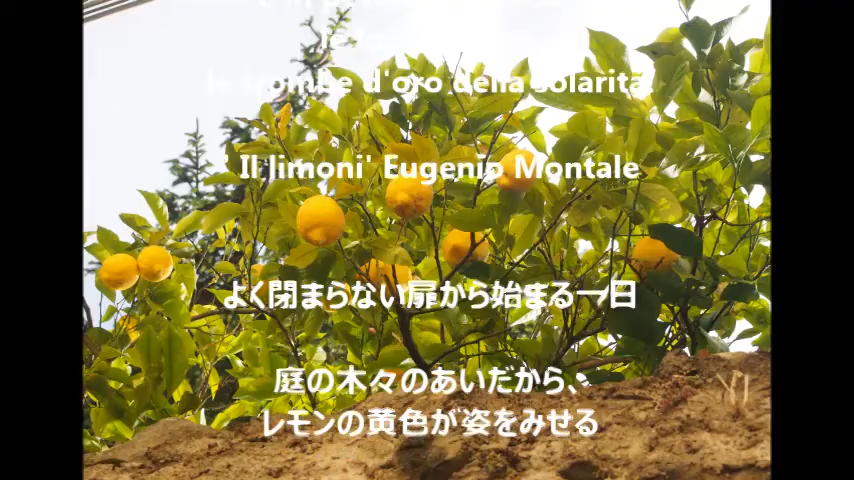 le trombe d'oro della solarità.
Il limoni' Eugenio Montale
よく閉まらない扉から始まる一日
庭の木々のあいだから、
レモンの黄色が姿をみせる